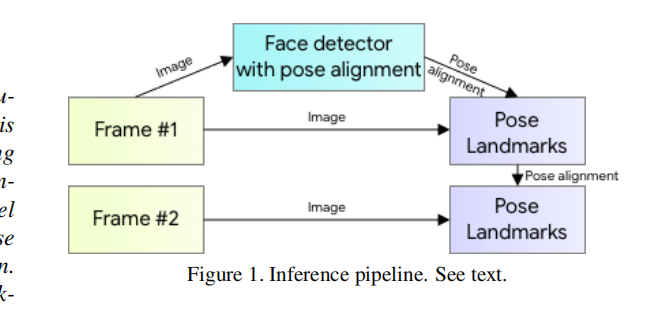 u-
is
ng
n-
el
se
n.
k-
Face detector
with pose alignment
Image
Pose
alignment
Frame #1
Image
Pose
Landmarks
Pose alignment
Frame #2
Image
Pose
Landmarks
Figure 1. Inference pipeline. See text.